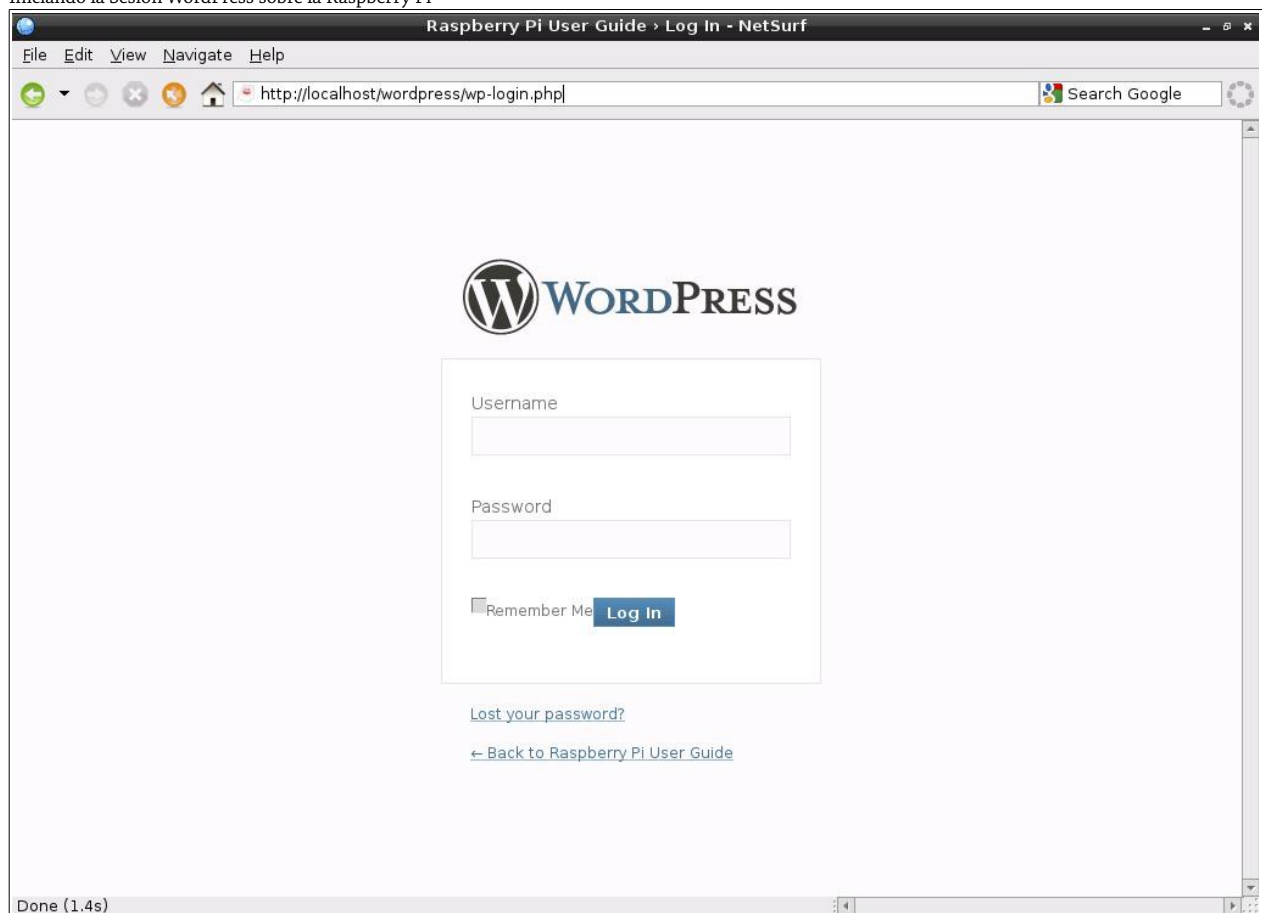 Iniciando la Sesión WordPress sobre la Raspberry Pi
Raspberry Pi User Guide › Log In - NetSurf
File Edit View Navigate Help
http://localhost/wordpress/wp-login.php
Search Google
WORDPRESS
Username
Password
Remember Me
Log In
Lost your password?
← Back to Raspberry Pi User Guide
Done (1.4s)